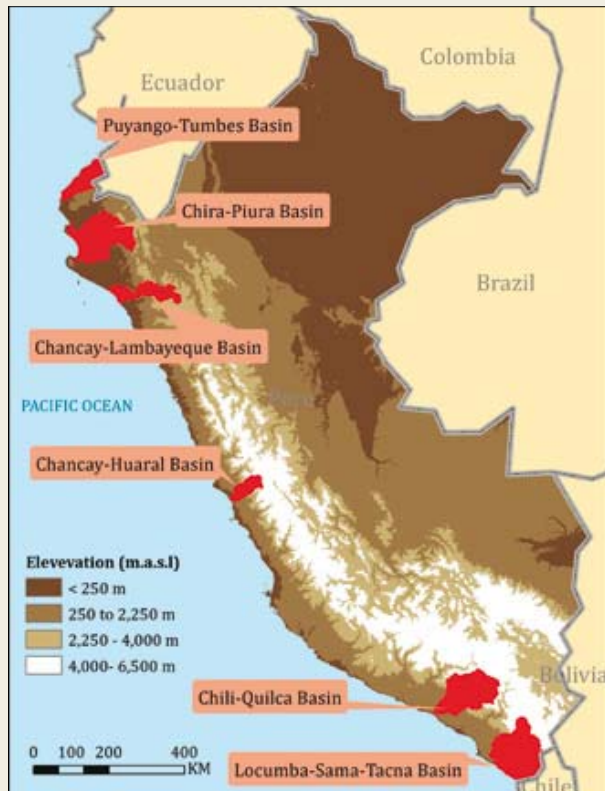 Colombia
Ecuador
Puyango-Tumbes Basin
Chira-Piura Basin
Brazil
Chancay-Lambayeque Basin
PACIFIC OCEAN
Peru
Chancay-Huaral Basin
Elevevation (m.a.s.l)
< 250 m
250 to 2,250 m
2,250 - 4,000 m
4,000- 6,500 m
Bolivia
Chili-Quilca Basin
0 100 200 400
KM
Locumba-Sama-Tacna Basin
Chile